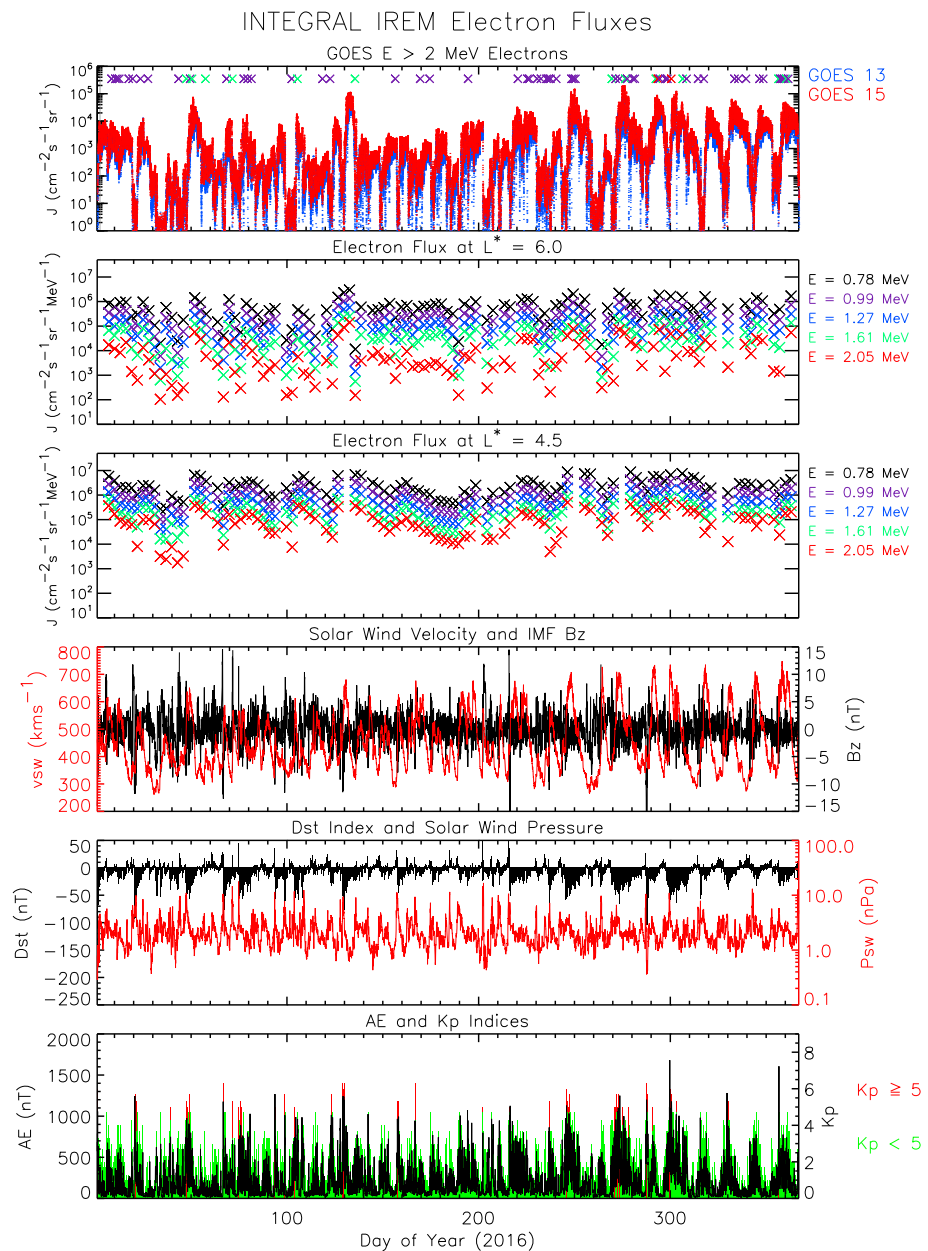 INTEGRAL IREM Electron Fluxes
GOES E > 2 MeV Electrons
J (cm⁻²s⁻¹sr⁻¹)
10⁶
10⁵
10⁴
10³
10²
10¹
10⁰
GOES 13
GOES 15
Electron Flux at L* = 6.0
J (cm⁻²s⁻¹sr⁻¹MeV⁻¹)
10⁷
10⁶
10⁵
10⁴
10³
10²
10¹
E = 0.78 MeV
E = 0.99 MeV
E = 1.27 MeV
E = 1.61 MeV
E = 2.05 MeV
Electron Flux at L* = 4.5
J (cm⁻²s⁻¹sr⁻¹MeV⁻¹)
10⁷
10⁶
10⁵
10⁴
10³
10²
10¹
E = 0.78 MeV
E = 0.99 MeV
E = 1.27 MeV
E = 1.61 MeV
E = 2.05 MeV
Solar Wind Velocity and IMF Bz
vsw (kms⁻¹)
800
700
600
500
400
300
200
15
10
5
0
−5
−10
−15
Bz (nT)
Dst Index and Solar Wind Pressure
Dst (nT)
50
0
−50
−100
−150
−200
−250
100.0
10.0
1.0
0.1
Psw (nPa)
AE and Kp Indices
AE (nT)
2000
1500
1000
500
0
8
6
4
2
0
Kp
Kp ≧ 5
Kp < 5
100
200
300
Day of Year (2016)